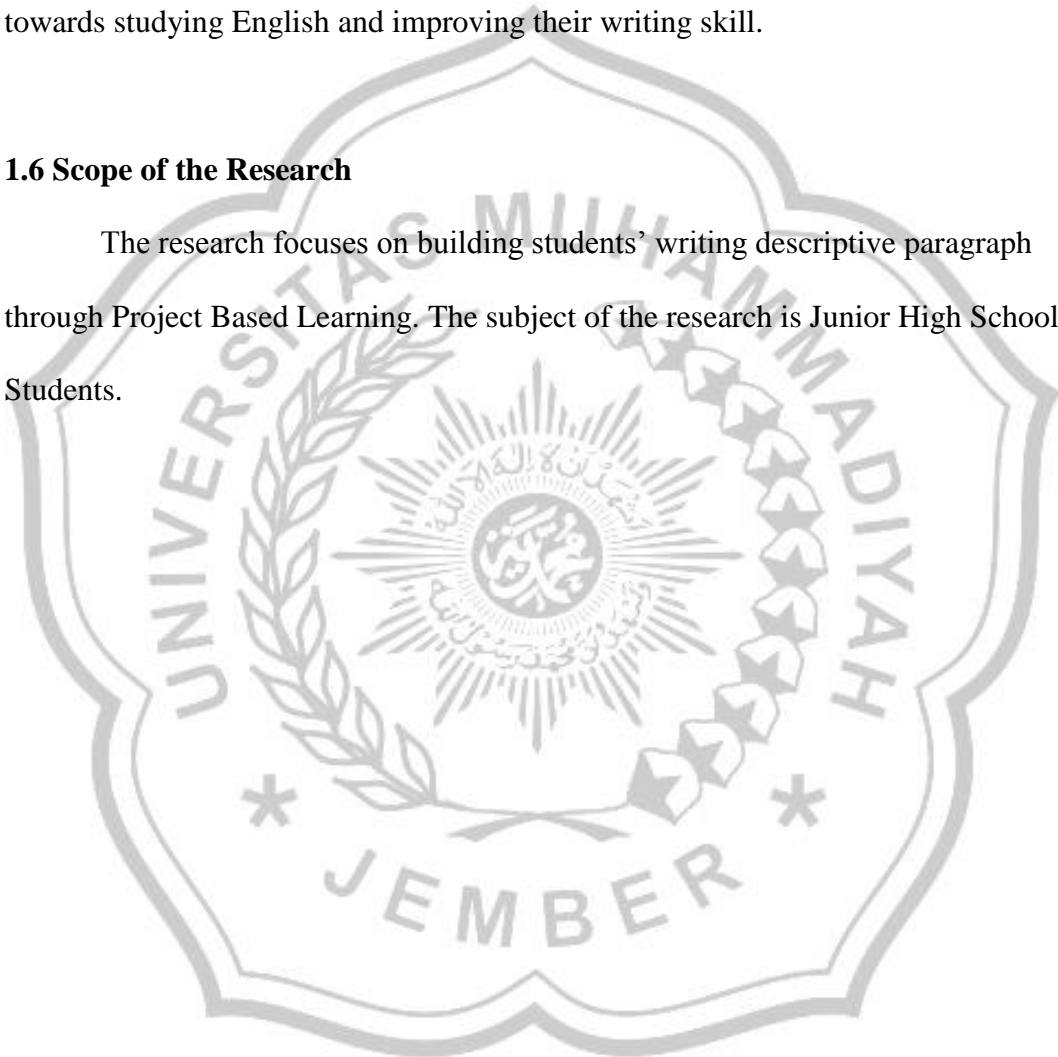 towards studying English and improving their writing skill.
1.6 Scope of the Research
The research focuses on building students’ writing descriptive paragraph
through Project Based Learning. The subject of the research is Junior High School
Students.
UNIVERSITAS MUHAMMADIYAH
JEMBER